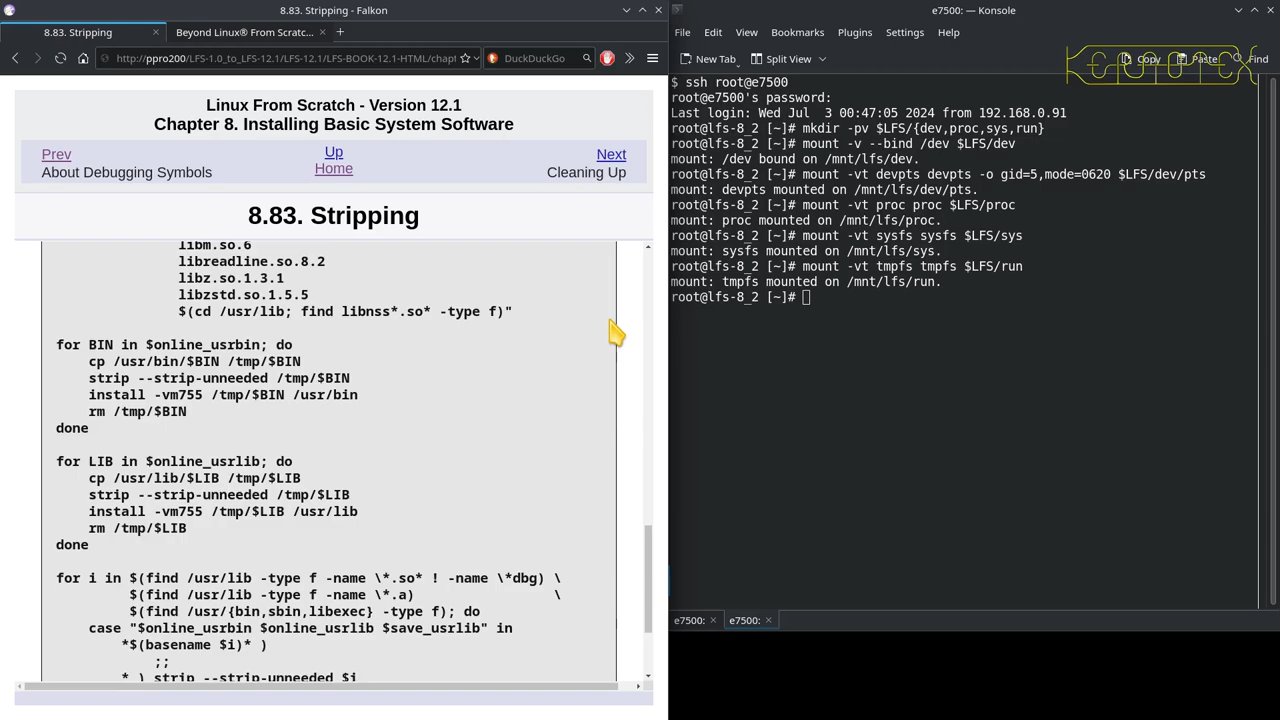 8.83. Stripping - Falkon
8.83. Stripping
Beyond Linux® From Scratc…
http://ppro200/LFS-1.0_to_LFS-12.1/LFS-12.1/LFS-BOOK-12.1-HTML/chapt
DuckDuckGo
Linux From Scratch - Version 12.1
Chapter 8. Installing Basic System Software
Prev
Up
Next
About Debugging Symbols
Home
Cleaning Up
8.83. Stripping
libm.so.6
libreadline.so.8.2
libz.so.1.3.1
libzstd.so.1.5.5
$(cd /usr/lib; find libnss*.so* -type f)"
for BIN in $online_usrbin; do
cp /usr/bin/$BIN /tmp/$BIN
strip --strip-unneeded /tmp/$BIN
install -vm755 /tmp/$BIN /usr/bin
rm /tmp/$BIN
done
for LIB in $online_usrlib; do
cp /usr/lib/$LIB /tmp/$LIB
strip --strip-unneeded /tmp/$LIB
install -vm755 /tmp/$LIB /usr/lib
rm /tmp/$LIB
done
for i in $(find /usr/lib -type f -name \*.so* ! -name \*dbg) \
$(find /usr/lib -type f -name \*.a) \
$(find /usr/{bin,sbin,libexec} -type f); do
case "$online_usrbin $online_usrlib $save_usrlib" in
*$(basename $i)* )
;;
* ) strip --strip-unneeded $i
e7500: — Konsole
File Edit View Bookmarks Plugins Settings Help
New Tab Split View Copy Paste Find
$ ssh root@e7500
root@e7500's password:
Last login: Wed Jul  3 00:47:05 2024 from 192.168.0.91
root@lfs-8_2 [~]# mkdir -pv $LFS/{dev,proc,sys,run}
root@lfs-8_2 [~]# mount -v --bind /dev $LFS/dev
mount: /dev bound on /mnt/lfs/dev.
root@lfs-8_2 [~]# mount -vt devpts devpts -o gid=5,mode=0620 $LFS/dev/pts
mount: devpts mounted on /mnt/lfs/dev/pts.
root@lfs-8_2 [~]# mount -vt proc proc $LFS/proc
mount: proc mounted on /mnt/lfs/proc.
root@lfs-8_2 [~]# mount -vt sysfs sysfs $LFS/sys
mount: sysfs mounted on /mnt/lfs/sys.
root@lfs-8_2 [~]# mount -vt tmpfs tmpfs $LFS/run
mount: tmpfs mounted on /mnt/lfs/run.
root@lfs-8_2 [~]#
e7500:
e7500: